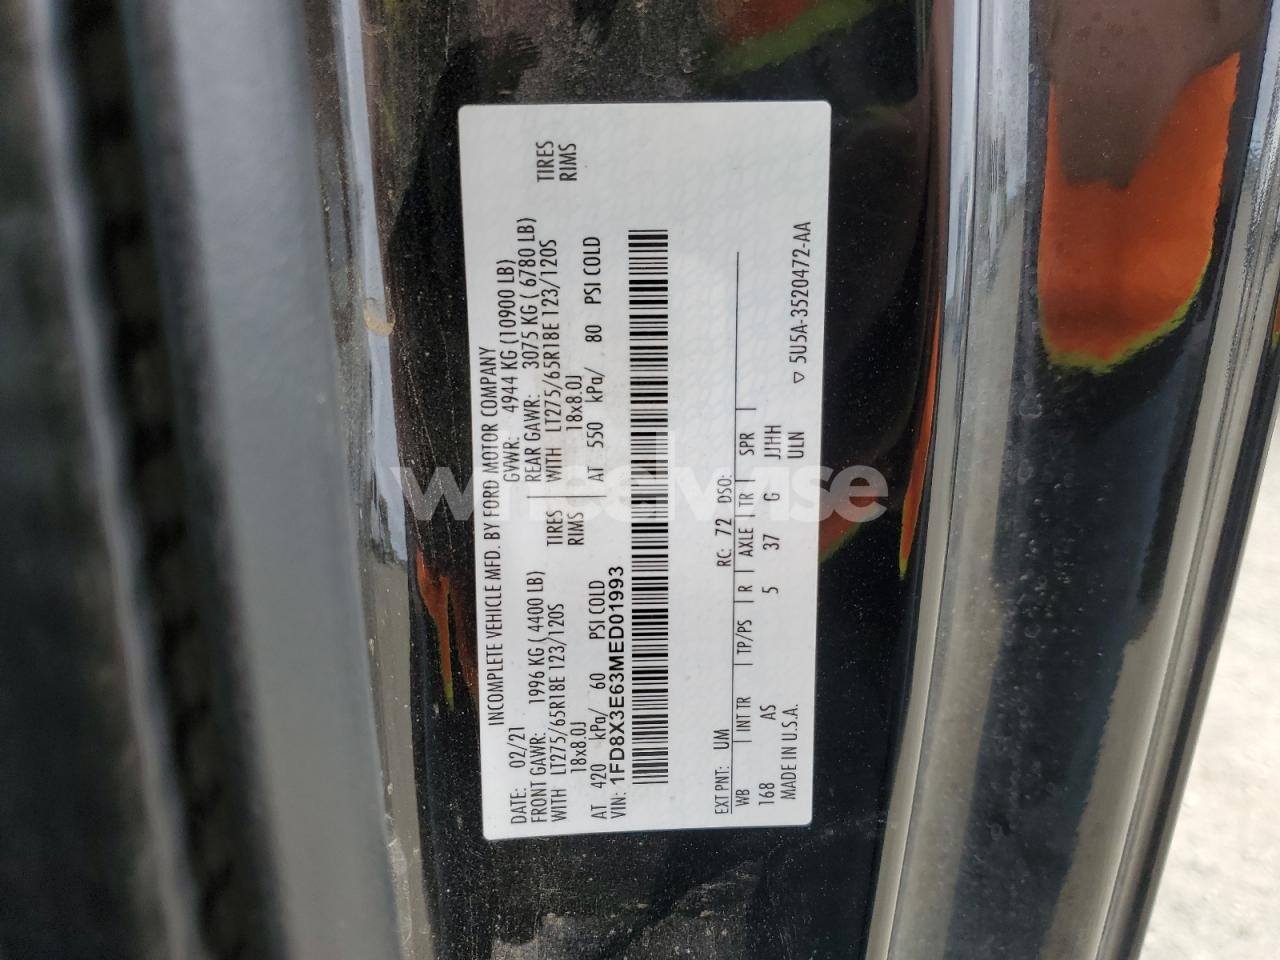 INCOMPLETE VEHICLE MFD. BY FORD MOTOR COMPANY
DATE: 02/21 GVWR: 4944 KG (10900 LB)
FRONT GAWR: 1996 KG ( 4400 LB) REAR GAWR: 3075 KG ( 6780 LB)
WITH LT275/65R18E 123/120S TIRES WITH LT275/65R18E 123/120S TIRES
18x8.0J RIMS 18x8.0J RIMS
AT 420 kPa/ 60 PSI COLD AT 550 kPa/ 80 PSI COLD
VIN: 1FD8X3E63MED01993
EXT PNT: UM RC: 72 DSO:
WB INT TR TP/PS R AXLE TR SPR
168 AS 5 37 G JJHH
MADE IN U.S.A. ULN ▽ 5U5A-3520472-AA
wheelwise